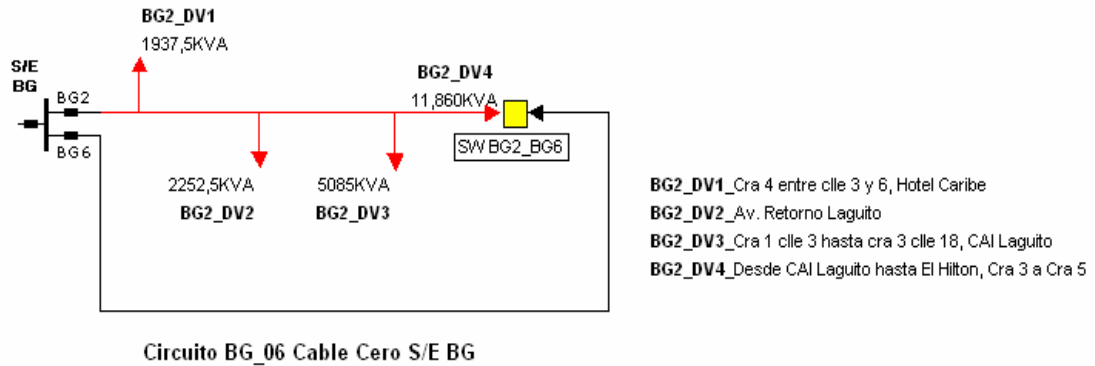 BG2_DV1
1937,5KVA
S/E
BG
BG2
BG6
BG2_DV4
11,860KVA
SW BG2_BG6
2252,5KVA
BG2_DV2
5085KVA
BG2_DV3
BG2_DV1_Cra 4 entre clle 3 y 6, Hotel Caribe
BG2_DV2_Av. Retorno Laguito
BG2_DV3_Cra 1 clle 3 hasta cra 3 clle 18, CAI Laguito
BG2_DV4_Desde CAI Laguito hasta El Hilton, Cra 3 a Cra 5
Circuito BG_06 Cable Cero S/E BG